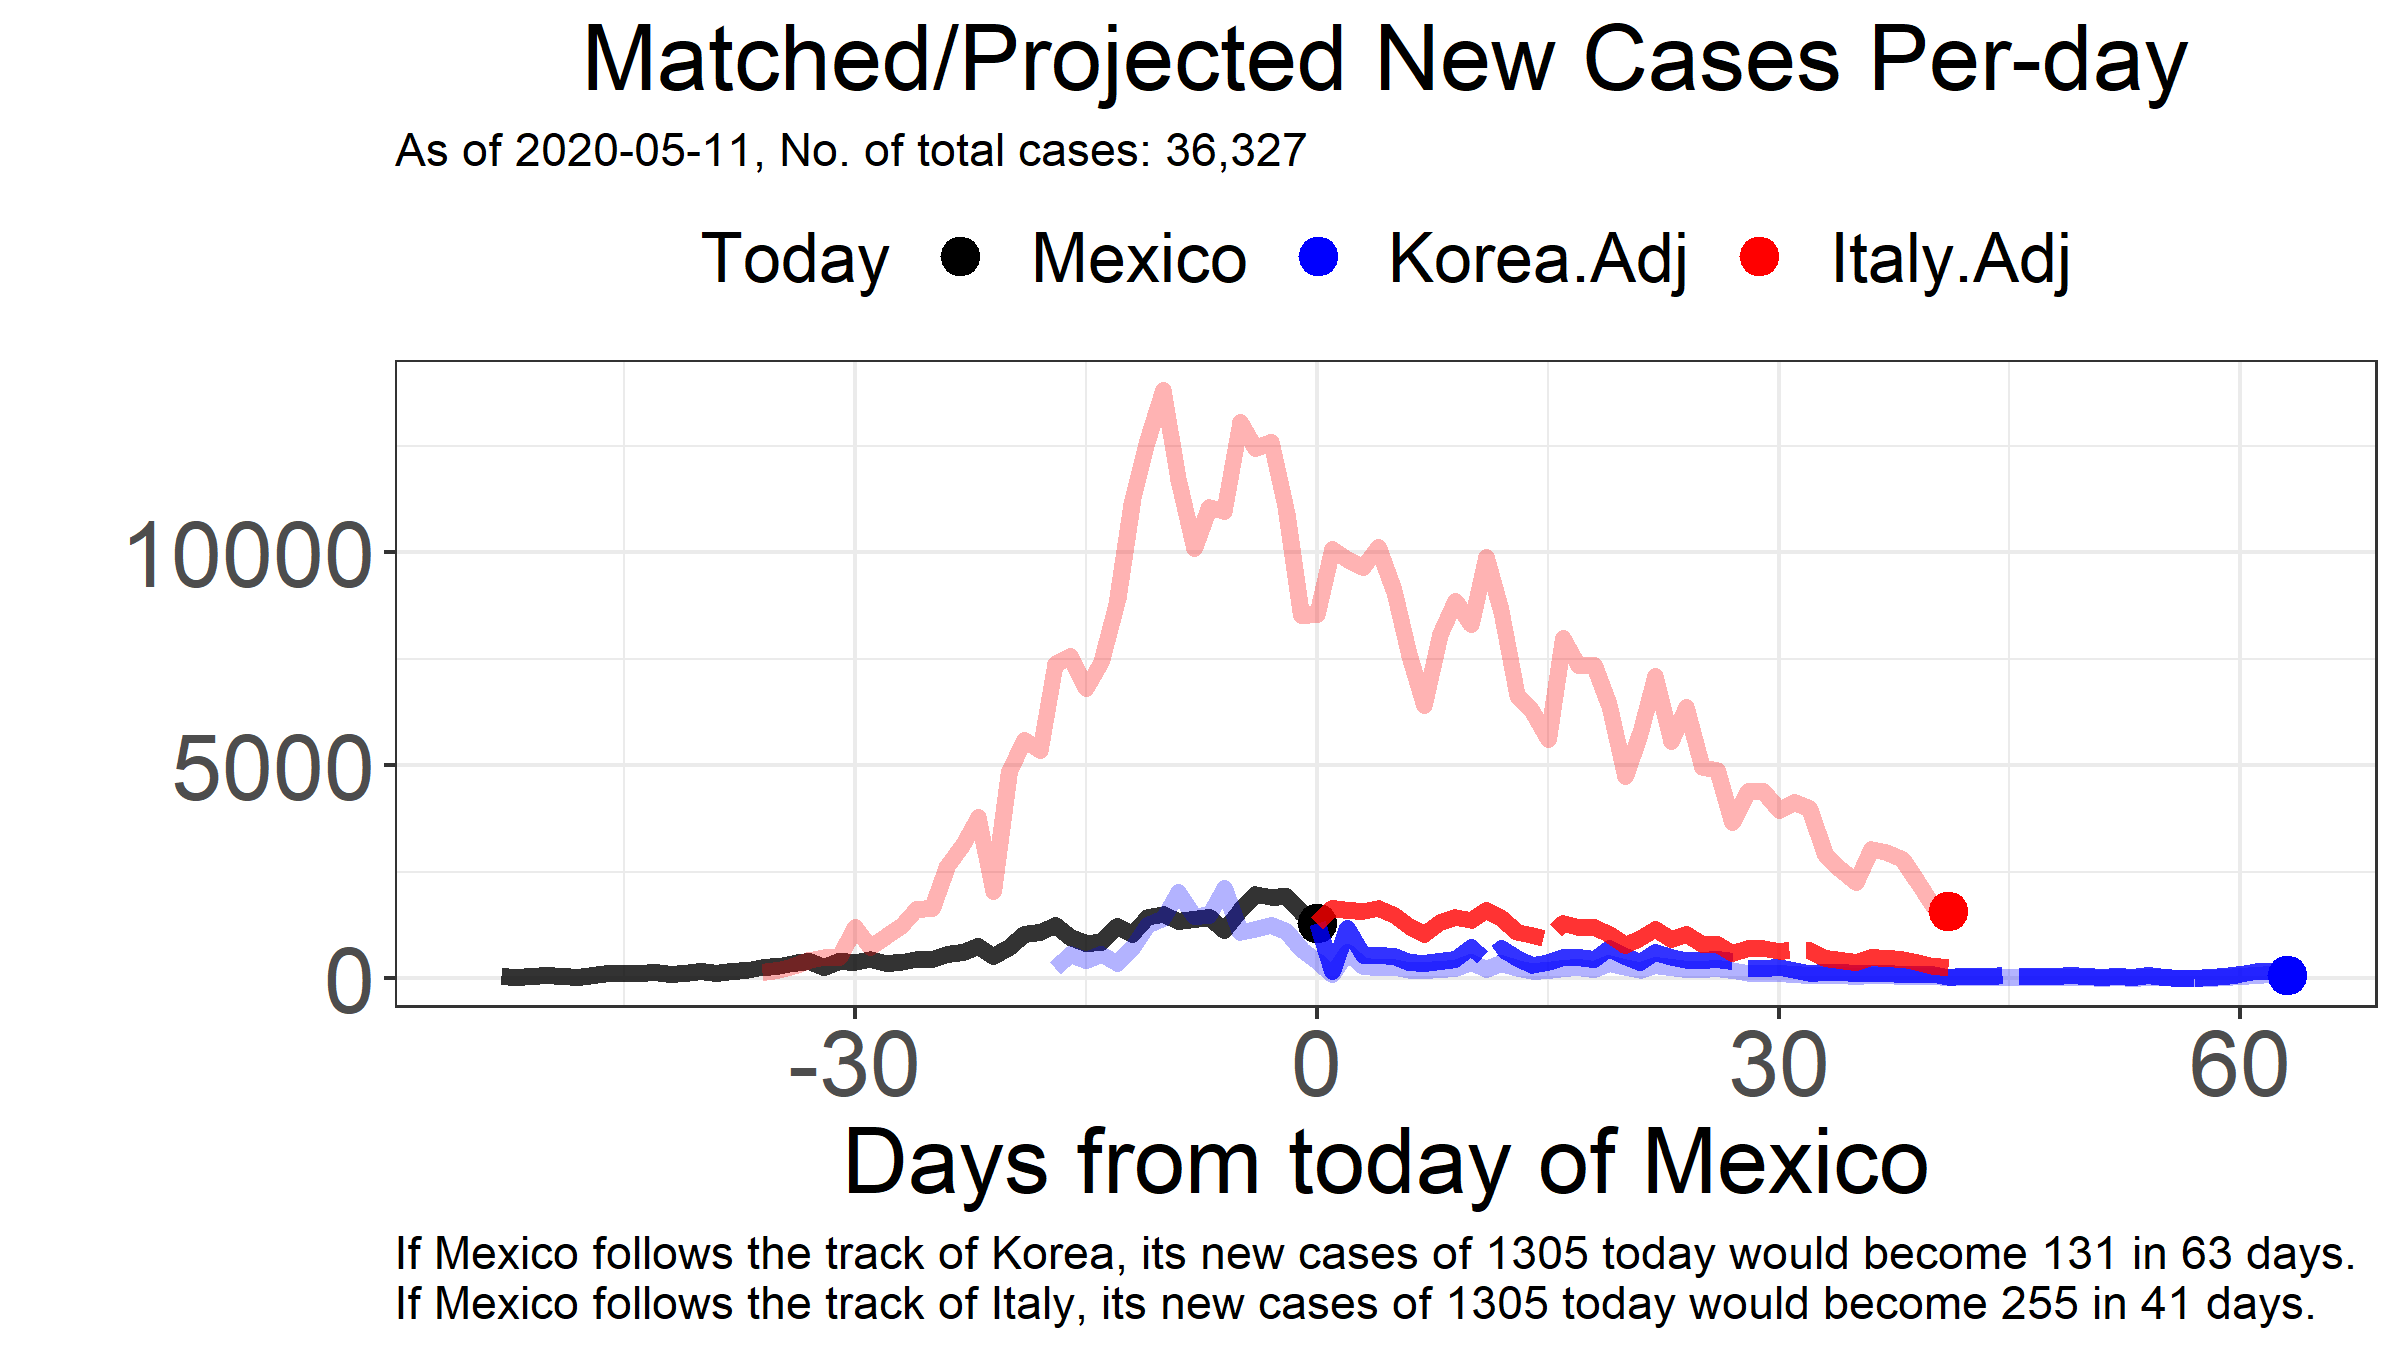 Matched/Projected New Cases Per-day
As of 2020-05-11, No. of total cases: 36,327
Today Mexico Korea.Adj Italy.Adj
10000
5000
0
-30 0 30 60
Days from today of Mexico
If Mexico follows the track of Korea, its new cases of 1305 today would become 131 in 63 days.
If Mexico follows the track of Italy, its new cases of 1305 today would become 255 in 41 days.